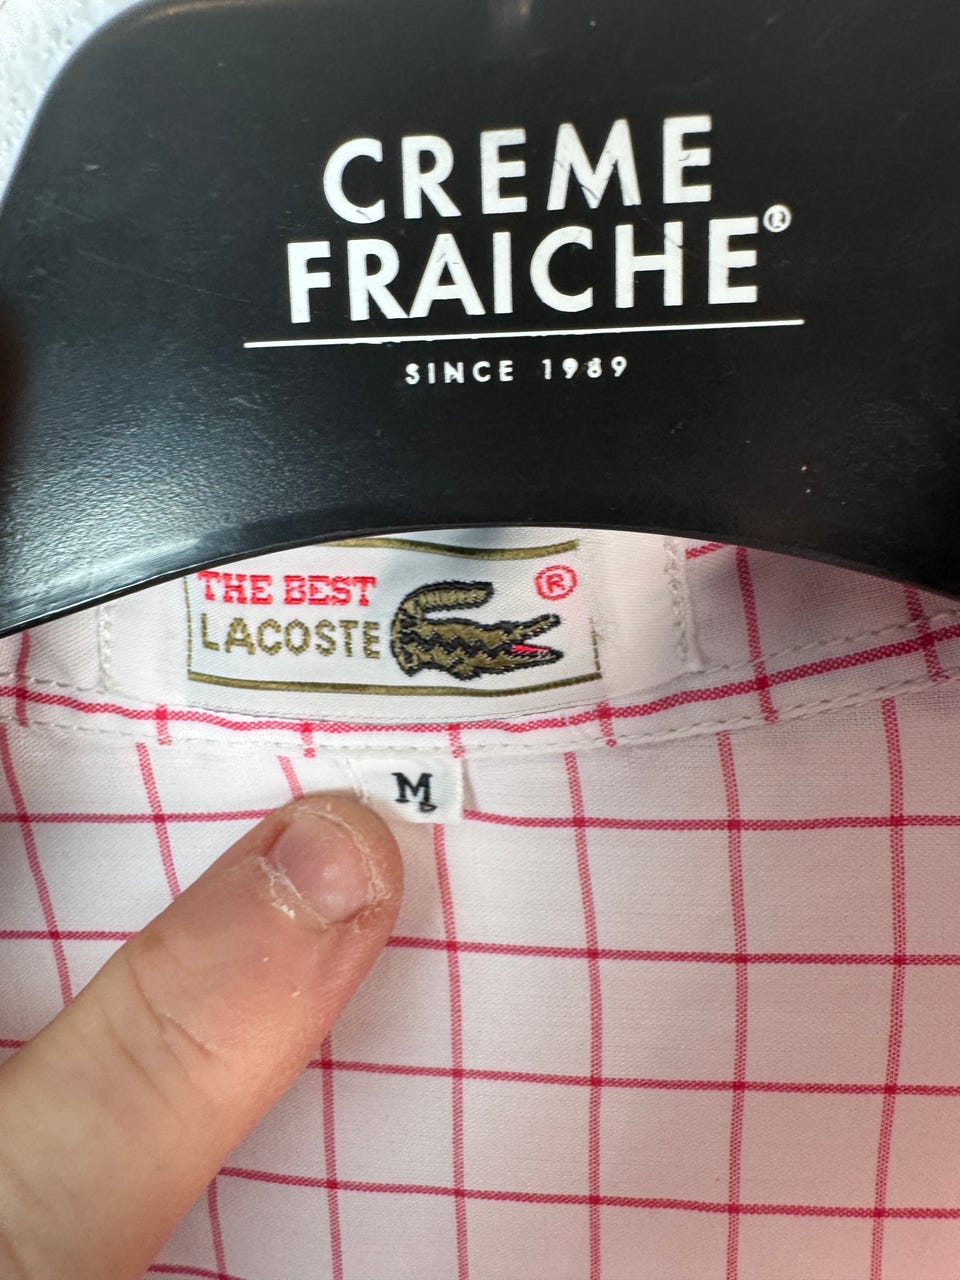 CREME
FRAICHE®
SINCE 1989
THE BEST ®
LACOSTE
M